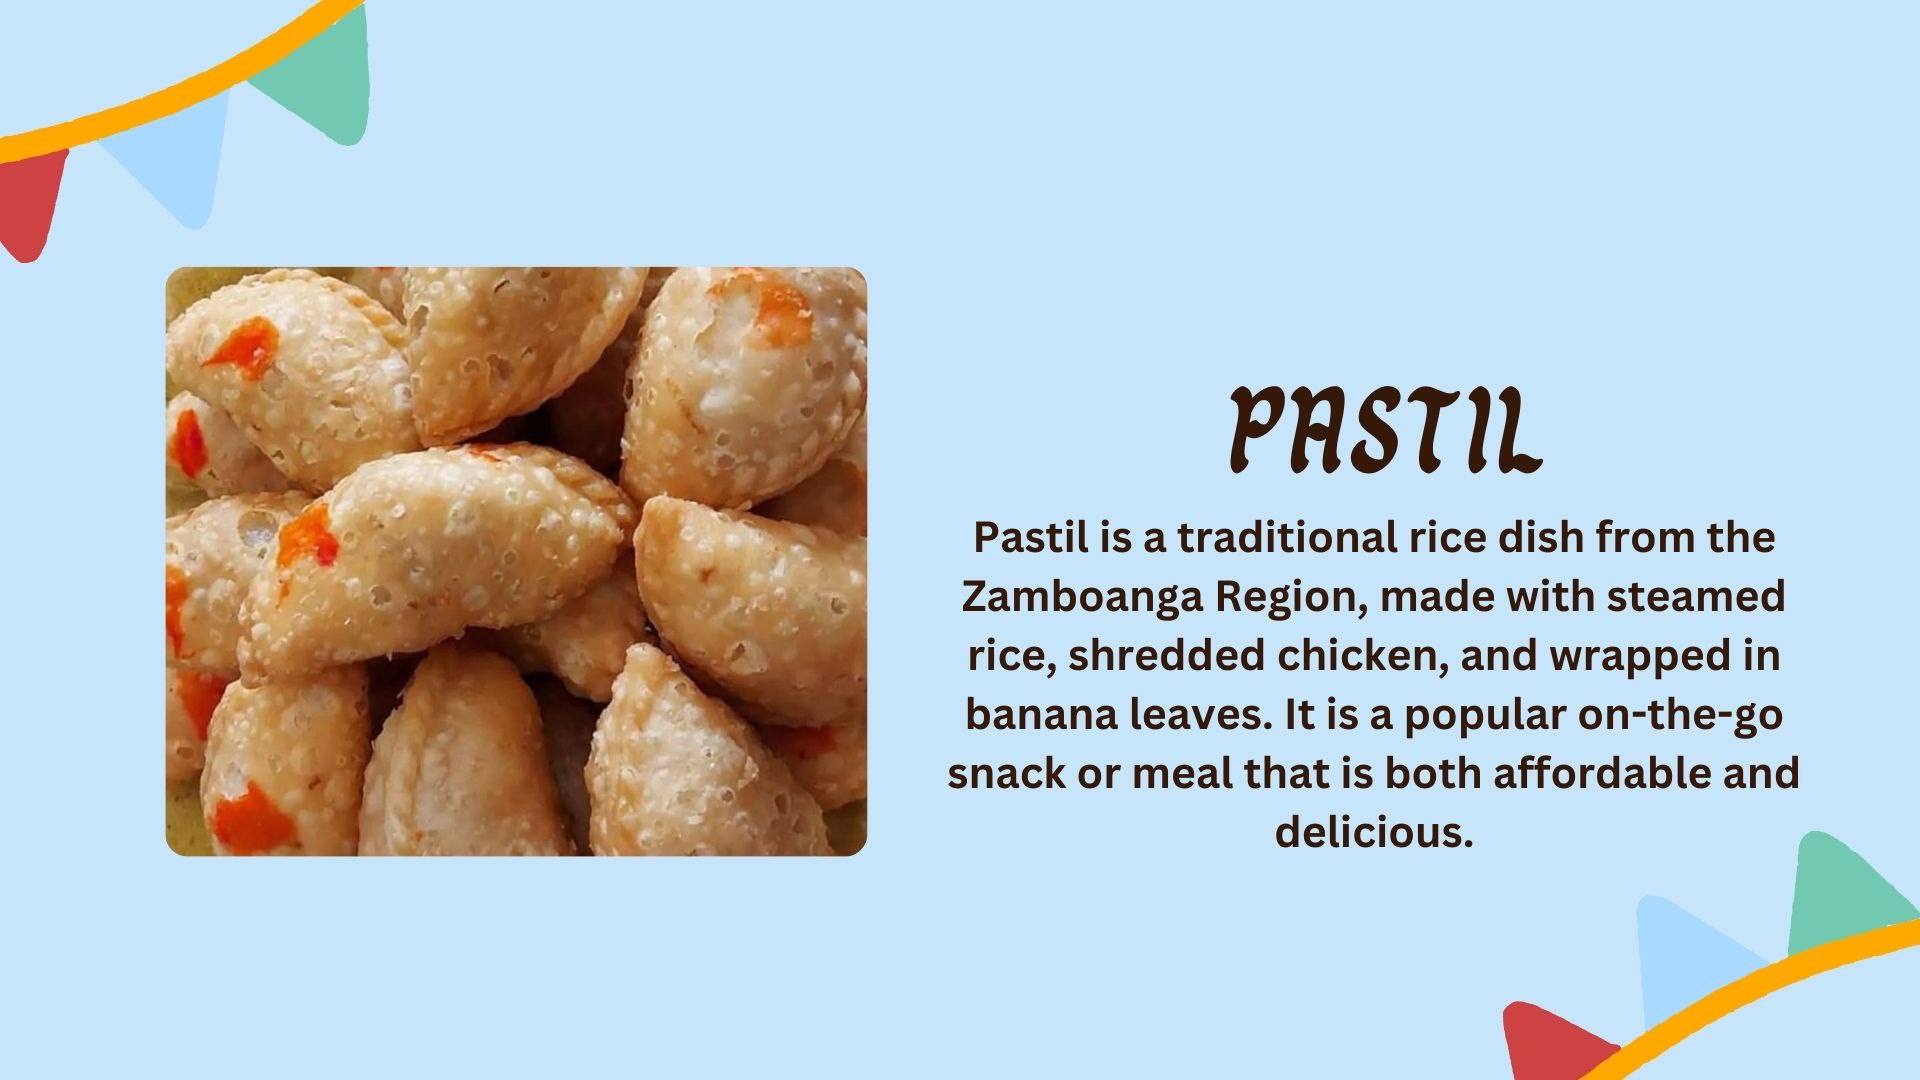 PASTIL
Pastil is a traditional rice dish from the
Zamboanga Region, made with steamed
rice, shredded chicken, and wrapped in
banana leaves. It is a popular on-the-go
snack or meal that is both affordable and
delicious.